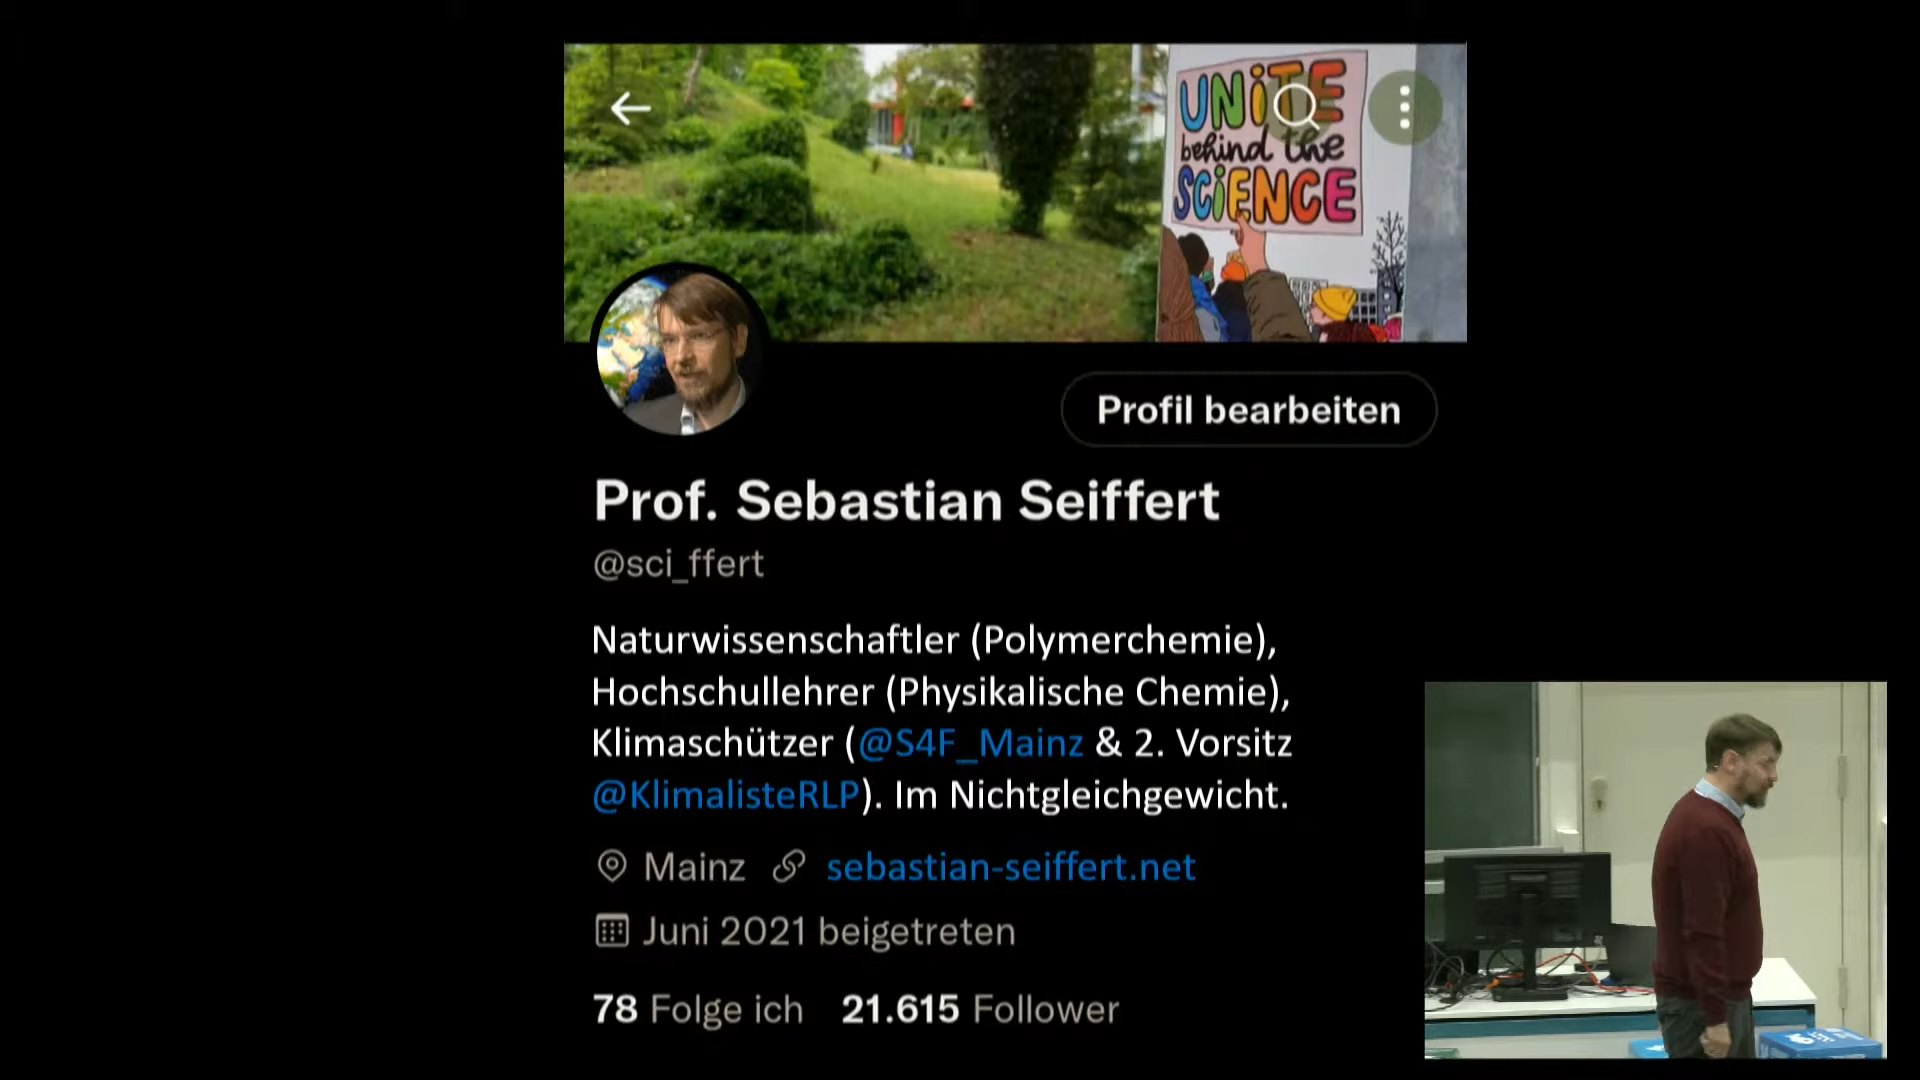 UNiTE
behind the
SCiENCE
Profil bearbeiten
Prof. Sebastian Seiffert
@sci_ffert
Naturwissenschaftler (Polymerchemie),
Hochschullehrer (Physikalische Chemie),
Klimaschützer (@S4F_Mainz & 2. Vorsitz
@KlimalisteRLP). Im Nichtgleichgewicht.
Mainz sebastian-seiffert.net
Juni 2021 beigetreten
78 Folge ich 21.615 Follower